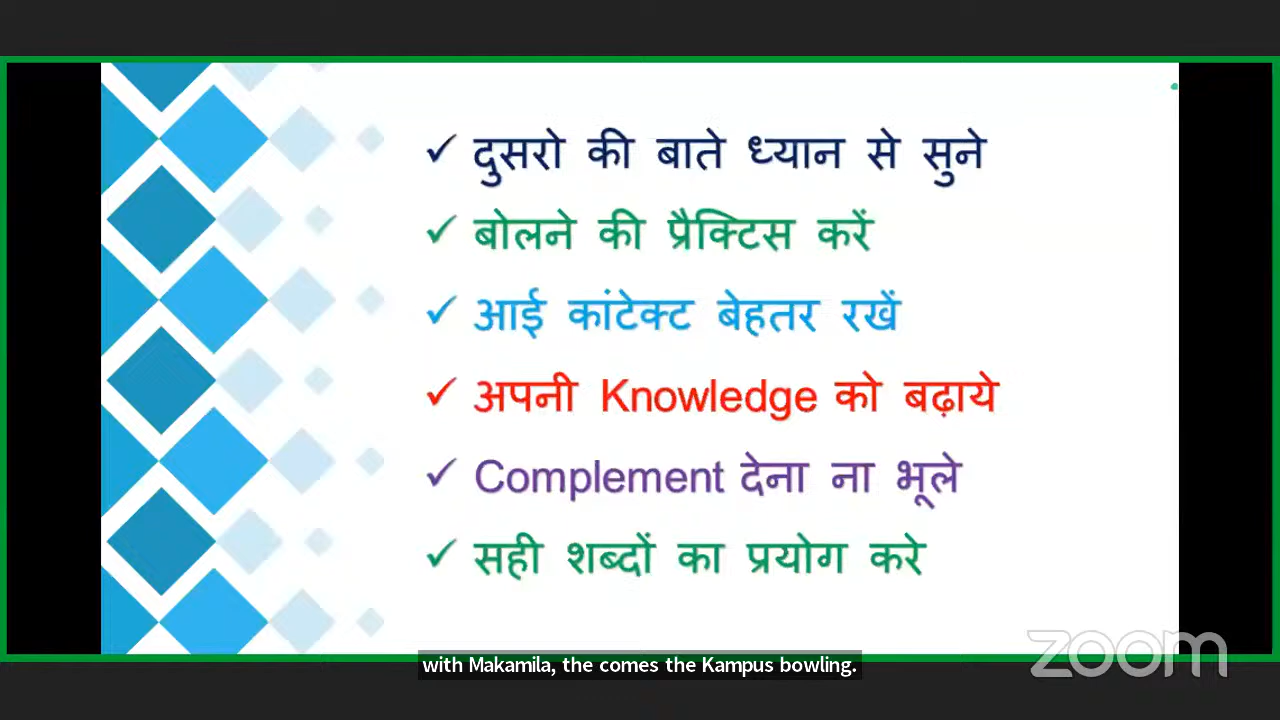 ✓ दुसरो की बाते ध्यान से सुने
✓ बोलने की प्रैक्टिस करें
✓ आई कांटेक्ट बेहतर रखें
✓ अपनी Knowledge को बढ़ाये
✓ Complement देना ना भूले
✓ सही शब्दों का प्रयोग करे
zoom
with Makamila, the comes the Kampus bowling.